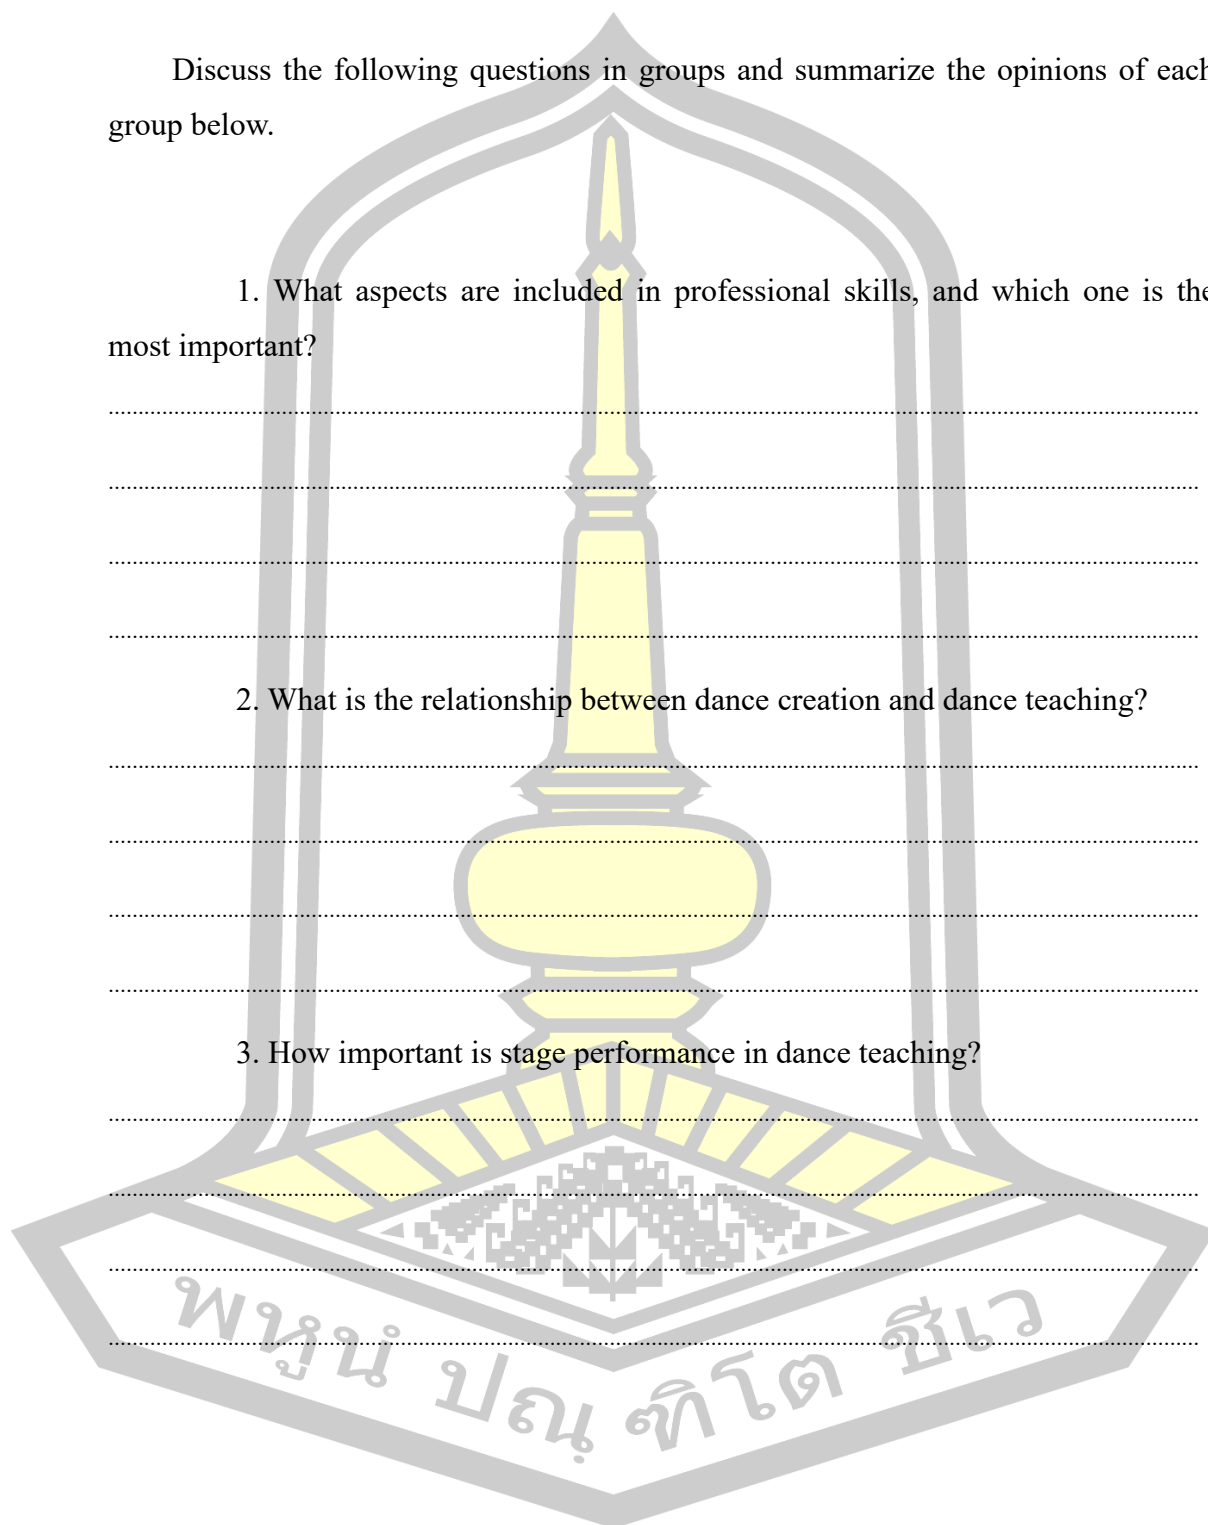 Discuss the following questions in groups and summarize the opinions of each
group below.
1. What aspects are included in professional skills, and which one is the
most important?
................................................................................
................................................................................
................................................................................
................................................................................
2. What is the relationship between dance creation and dance teaching?
................................................................................
................................................................................
................................................................................
................................................................................
3. How important is stage performance in dance teaching?
................................................................................
................................................................................
................................................................................
................................................................................
พหูนํ ปณฺฑิโต ชีเว